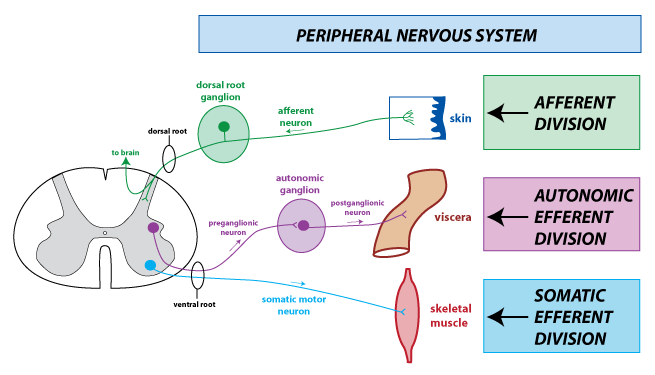 PERIPHERAL NERVOUS SYSTEM
dorsal root
ganglion
afferent
neuron
dorsal root
to brain
skin
AFFERENT
DIVISION
autonomic
ganglion
postganglionic
neuron
preganglionic
neuron
viscera
AUTONOMIC
EFFERENT
DIVISION
ventral root
somatic motor
neuron
skeletal
muscle
SOMATIC
EFFERENT
DIVISION